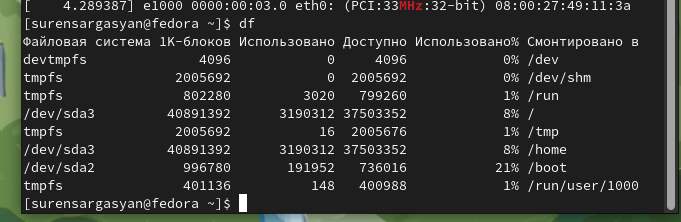 [    4.289387] e1000 0000:00:03.0 eth0: (PCI:33MHz:32-bit) 08:00:27:49:11:3a
[surensargasyan@fedora ~]$ df
Файловая система 1K-блоков Использовано Доступно Использовано% Смонтировано в
devtmpfs 4096 0 4096 0% /dev
tmpfs 2005692 0 2005692 0% /dev/shm
tmpfs 802280 3020 799260 1% /run
/dev/sda3 40891392 3190312 37503352 8% /
tmpfs 2005692 16 2005676 1% /tmp
/dev/sda3 40891392 3190312 37503352 8% /home
/dev/sda2 996780 191952 736016 21% /boot
tmpfs 401136 148 400988 1% /run/user/1000
[surensargasyan@fedora ~]$